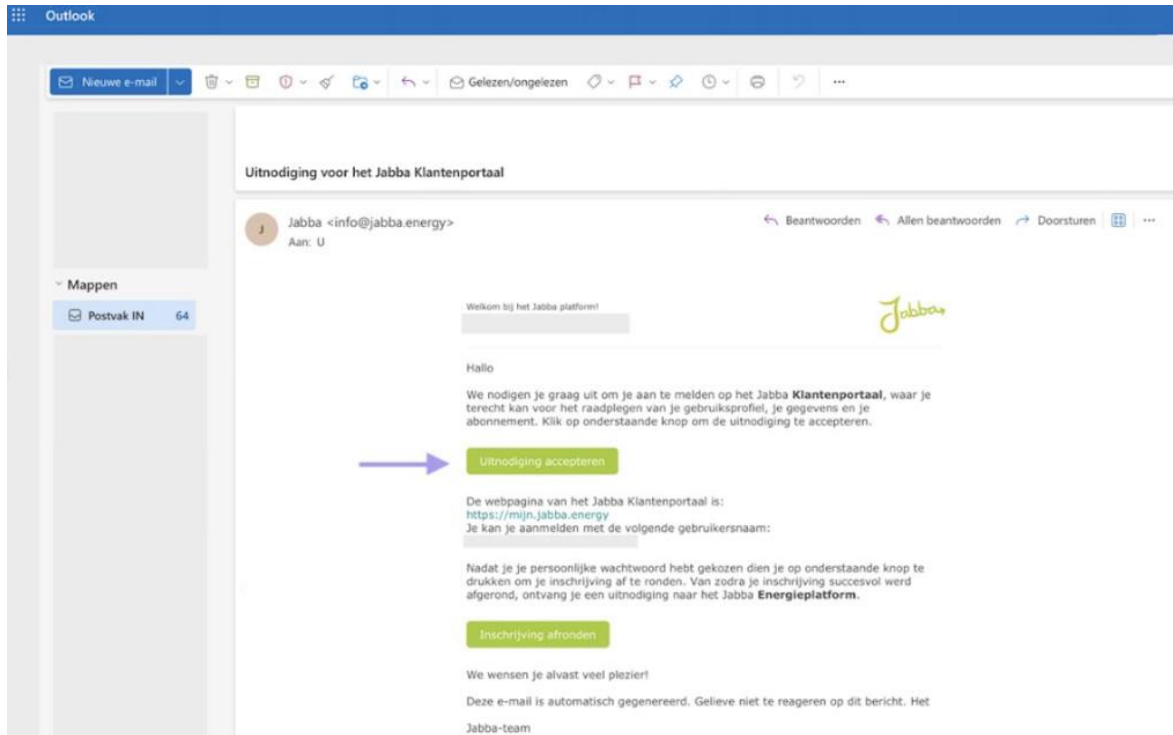 Outlook
Nieuwe e-mail
Gelezen/ongelezen
Uitnodiging voor het Jabba Klantenportaal
J
Jabba <info@jabba.energy>
Aan: U
Beantwoorden
Allen beantwoorden
Doorsturen
Mappen
Postvak IN 64
Welkom bij het Jabba platform!
Jabba
Hallo
We nodigen je graag uit om je aan te melden op het Jabba Klantenportaal, waar je
terecht kan voor het raadplegen van je gebruiksprofiel, je gegevens en je
abonnement. Klik op onderstaande knop om de uitnodiging te accepteren.
Uitnodiging accepteren
De webpagina van het Jabba Klantenportaal is:
https://mijn.jabba.energy
Je kan je aanmelden met de volgende gebruikersnaam:
Nadat je je persoonlijke wachtwoord hebt gekozen dien je op onderstaande knop te
drukken om je inschrijving af te ronden. Van zodra je inschrijving succesvol werd
afgerond, ontvang je een uitnodiging naar het Jabba Energieplatform.
Inschrijving afronden
We wensen je alvast veel plezier!
Deze e-mail is automatisch gegenereerd. Gelieve niet te reageren op dit bericht. Het
Jabba-team